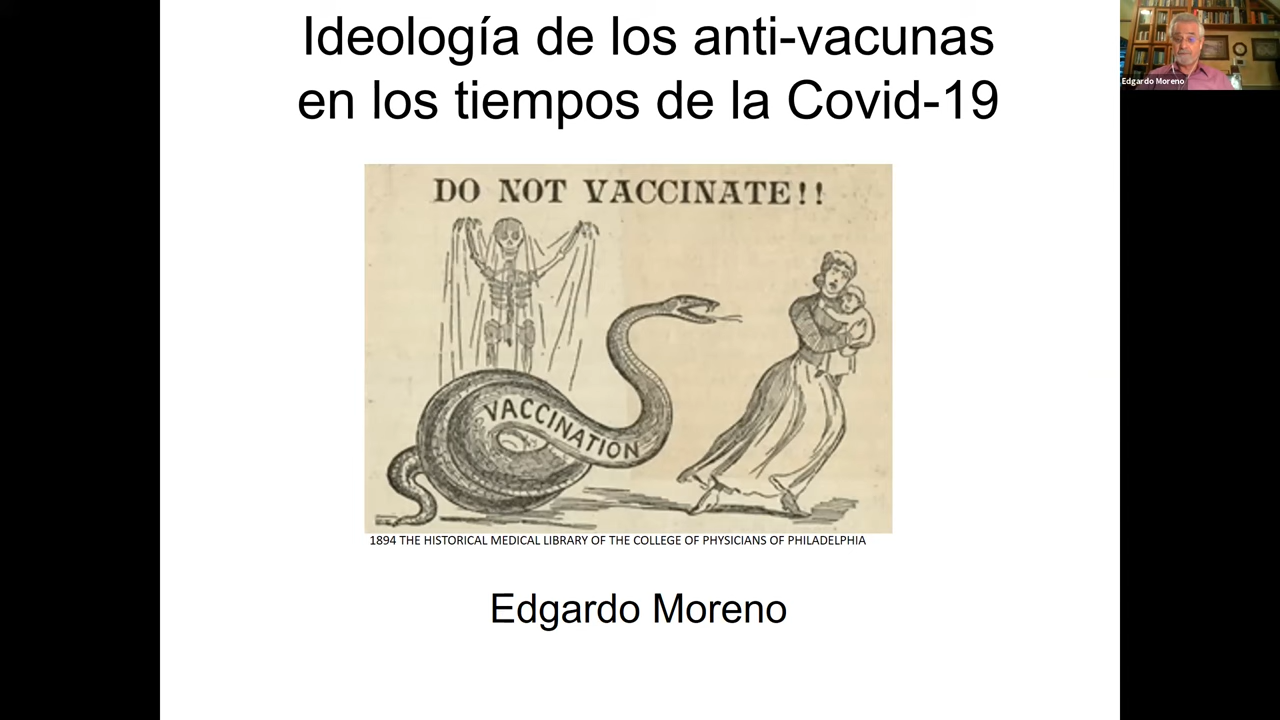 Ideología de los anti-vacunas
en los tiempos de la Covid-19
Edgardo Moreno
DO NOT VACCINATE!!
VACCINATION
1894 THE HISTORICAL MEDICAL LIBRARY OF THE COLLEGE OF PHYSICIANS OF PHILADELPHIA
Edgardo Moreno